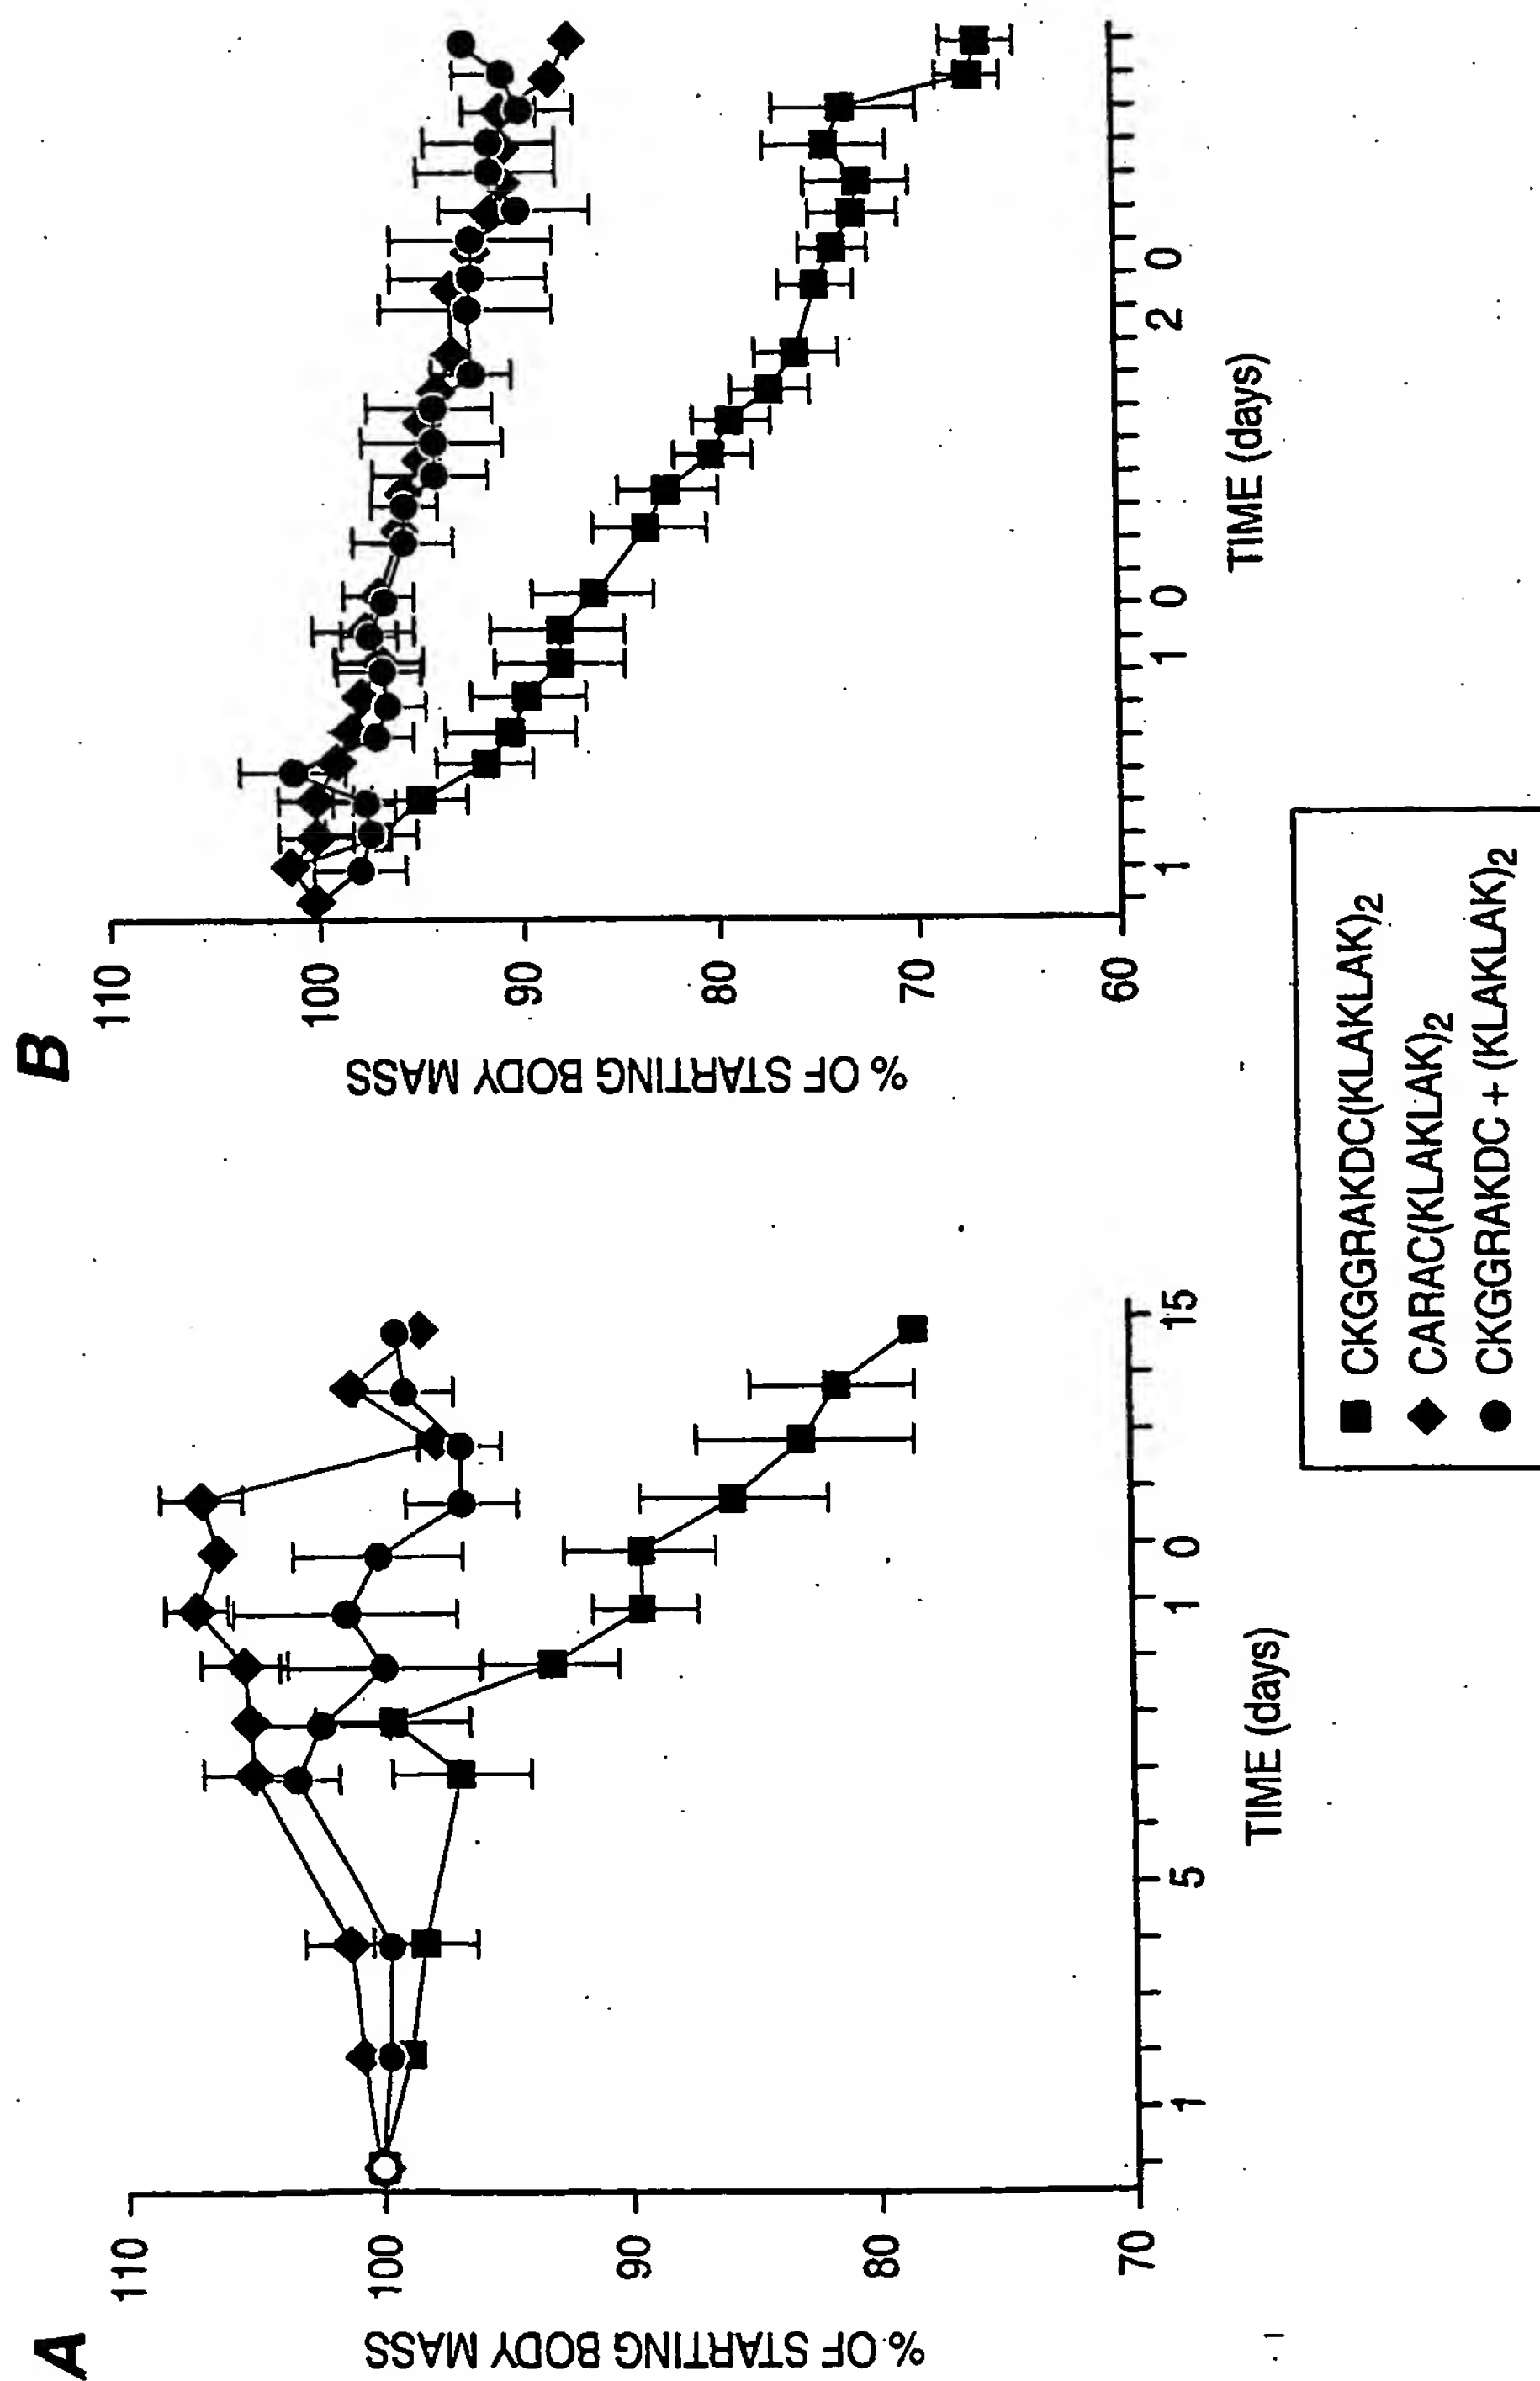 A
% OF STARTING BODY MASS
110
100
90
80
70
1
5
10
15
TIME (days)
B
% OF STARTING BODY MASS
110
100
90
80
70
60
1
10
20
TIME (days)
CKGGRAKDC(KLAKLAK)2
CARAC(KLAKLAK)2
CKGGRAKDC + (KLAKLAK)2